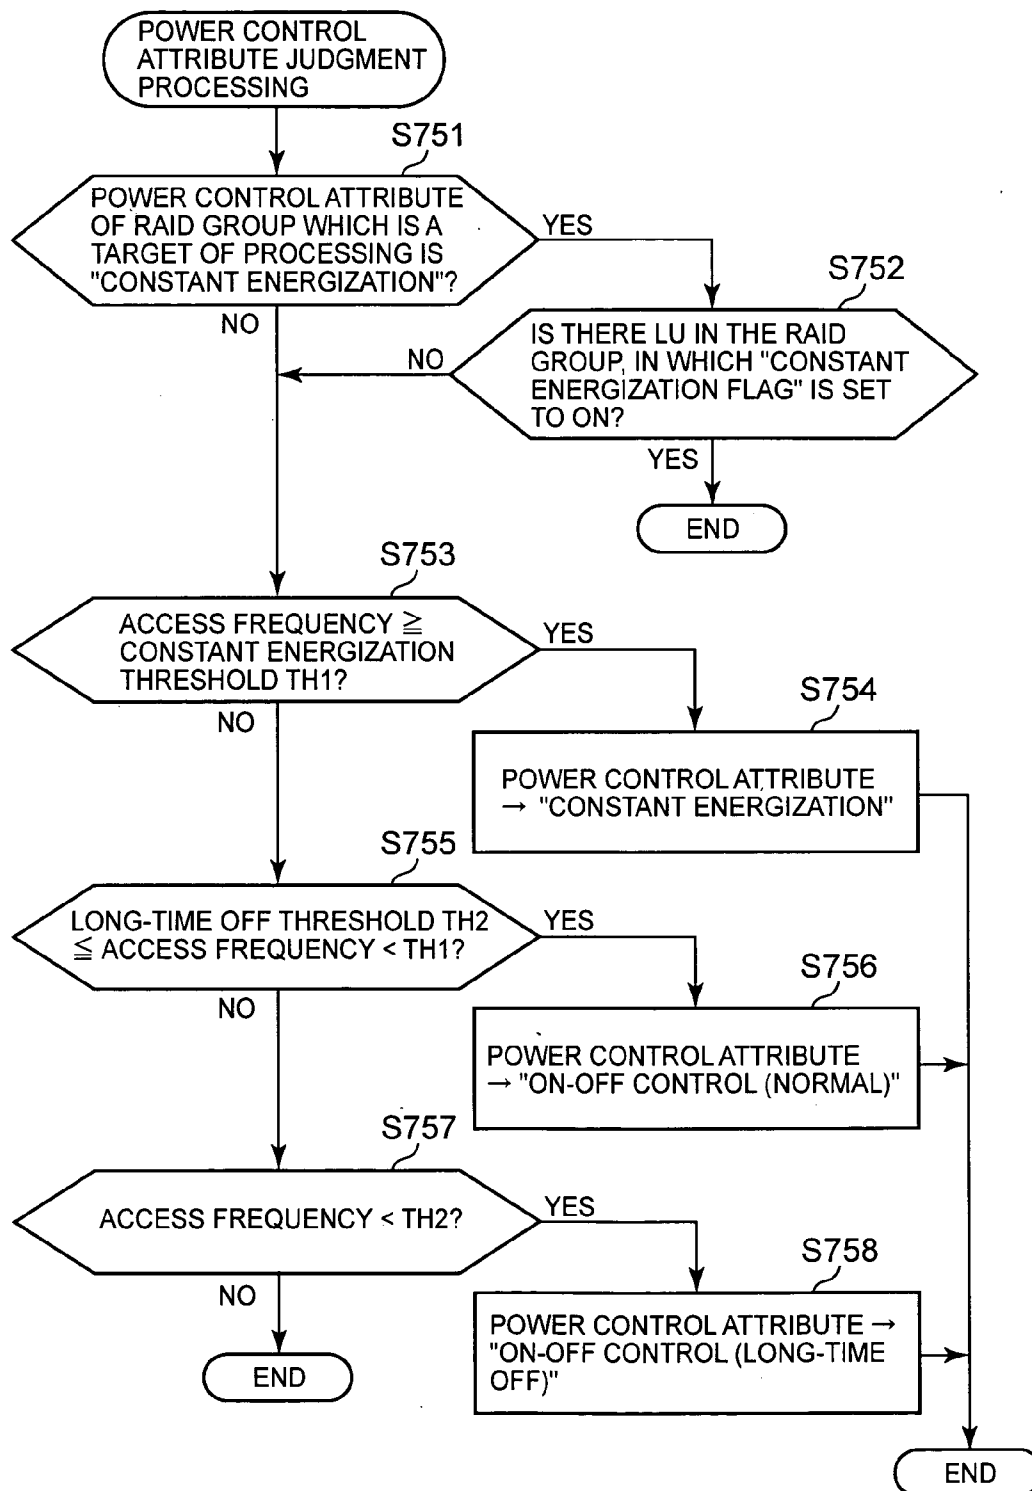 POWER CONTROL
ATTRIBUTE JUDGMENT
PROCESSING
S751
POWER CONTROL ATTRIBUTE
OF RAID GROUP WHICH IS A
TARGET OF PROCESSING IS
"CONSTANT ENERGIZATION"?
YES
NO
S752
IS THERE LU IN THE RAID
GROUP, IN WHICH "CONSTANT
ENERGIZATION FLAG" IS SET
TO ON?
NO
YES
END
S753
ACCESS FREQUENCY ≧
CONSTANT ENERGIZATION
THRESHOLD TH1?
YES
NO
S754
POWER CONTROL ATTRIBUTE
→ "CONSTANT ENERGIZATION"
S755
LONG-TIME OFF THRESHOLD TH2
≦ ACCESS FREQUENCY < TH1?
YES
NO
S756
POWER CONTROL ATTRIBUTE
→ "ON-OFF CONTROL (NORMAL)"
S757
ACCESS FREQUENCY < TH2?
YES
NO
S758
POWER CONTROL ATTRIBUTE →
"ON-OFF CONTROL (LONG-TIME
OFF)"
END
END